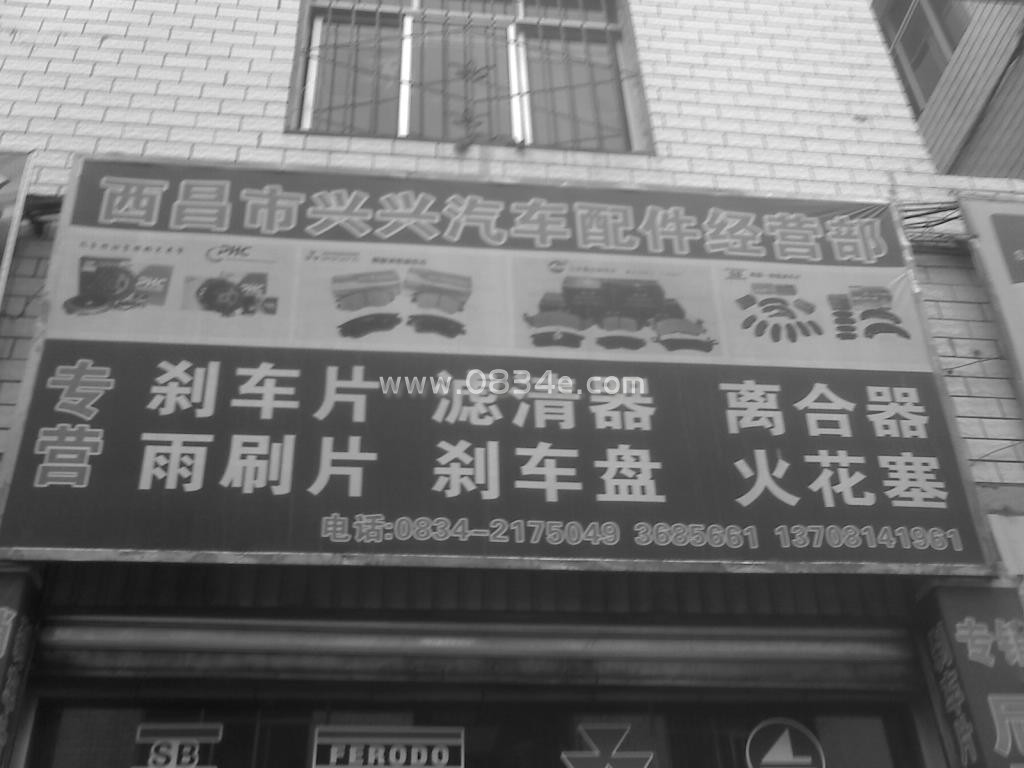 西昌市兴兴汽车配件经营部
PHC
专营
刹车片 滤清器 离合器
雨刷片 刹车盘 火花塞
www.0834e.com
电话:0834-2175049 3685661 13708141961
SB
FERODO